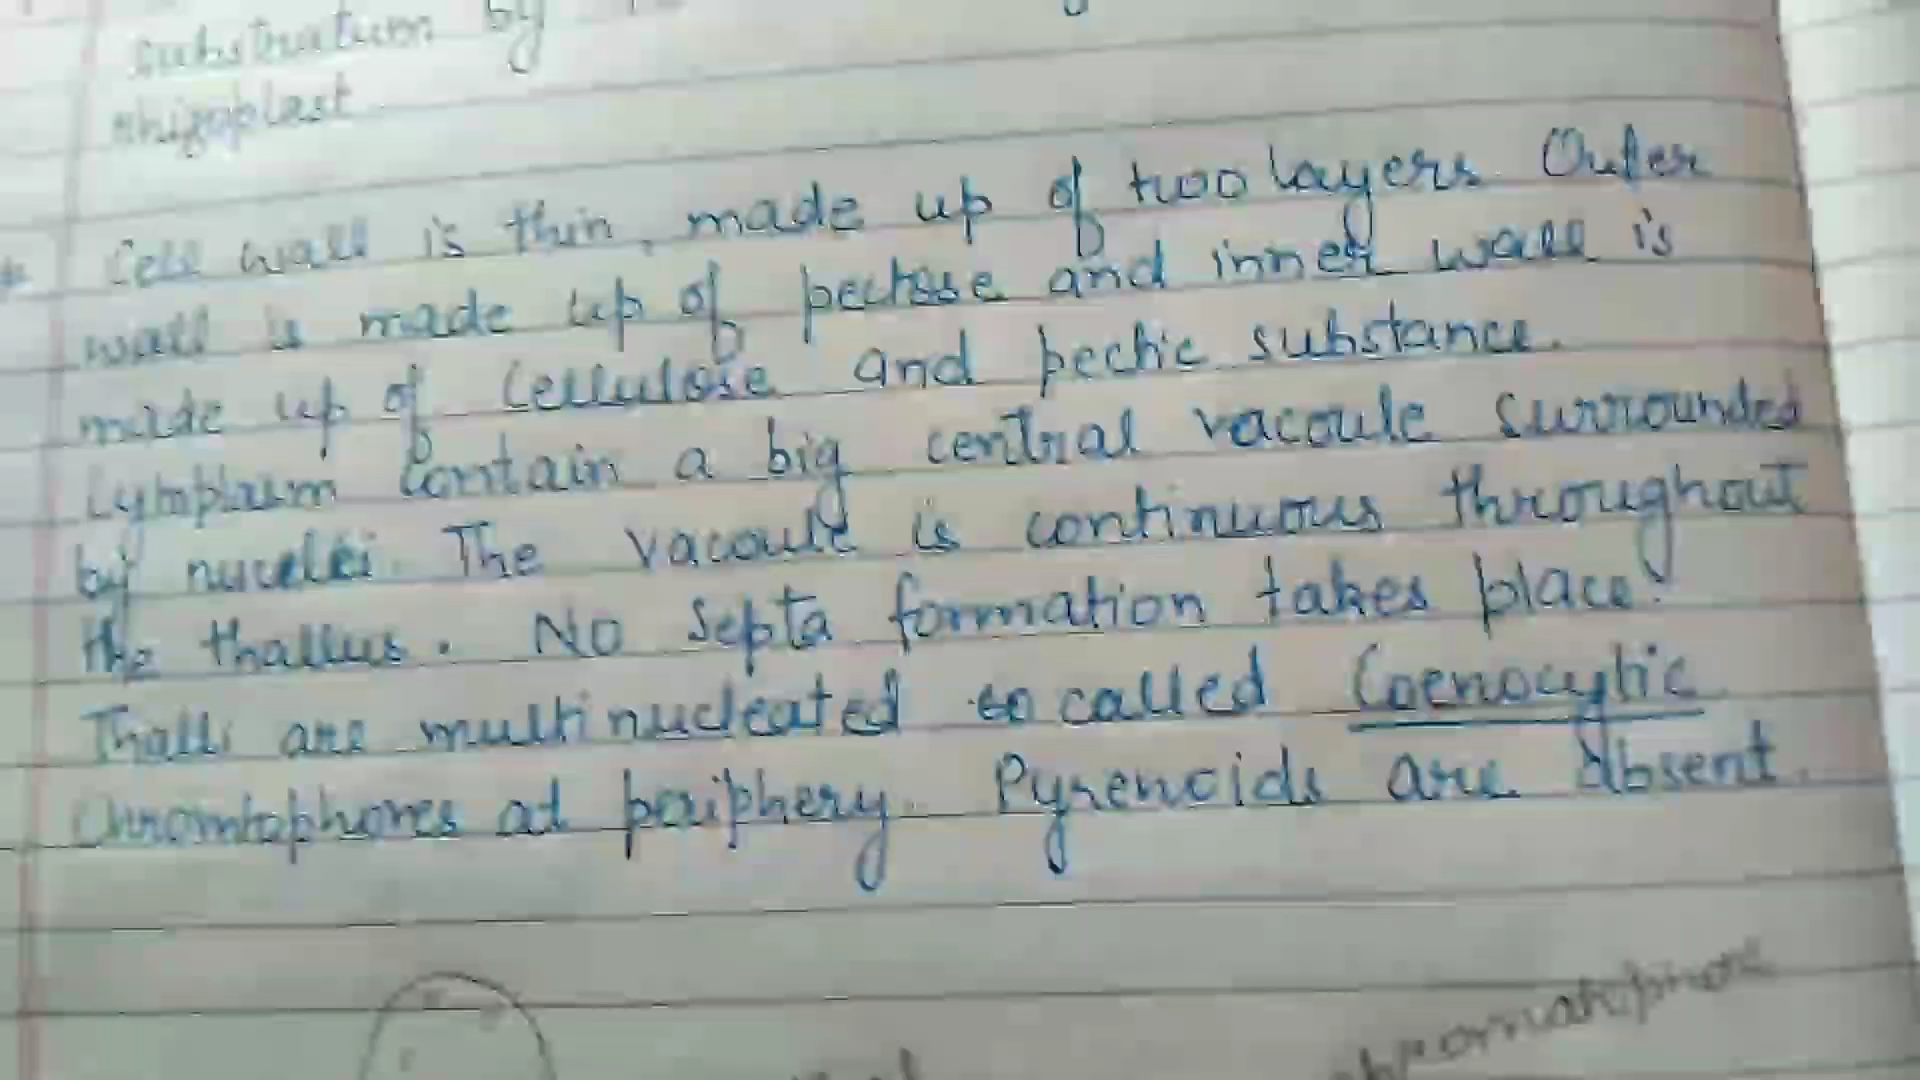 substratum by
rhizoplast
* Cell wall is thin, made up of two layers. Outer
wall is made up of pectose and inner wall is
made up of cellulose and pectic substance.
Cytoplasm contain a big central vacoule surrounded
by nucelei. The vacoule is continuous throughout
the thallus. No septa formation takes place.
Thalli are multinucleated so called Coenocytic
Chromtophores at periphery. Pyrenoids are absent.
chromatophore